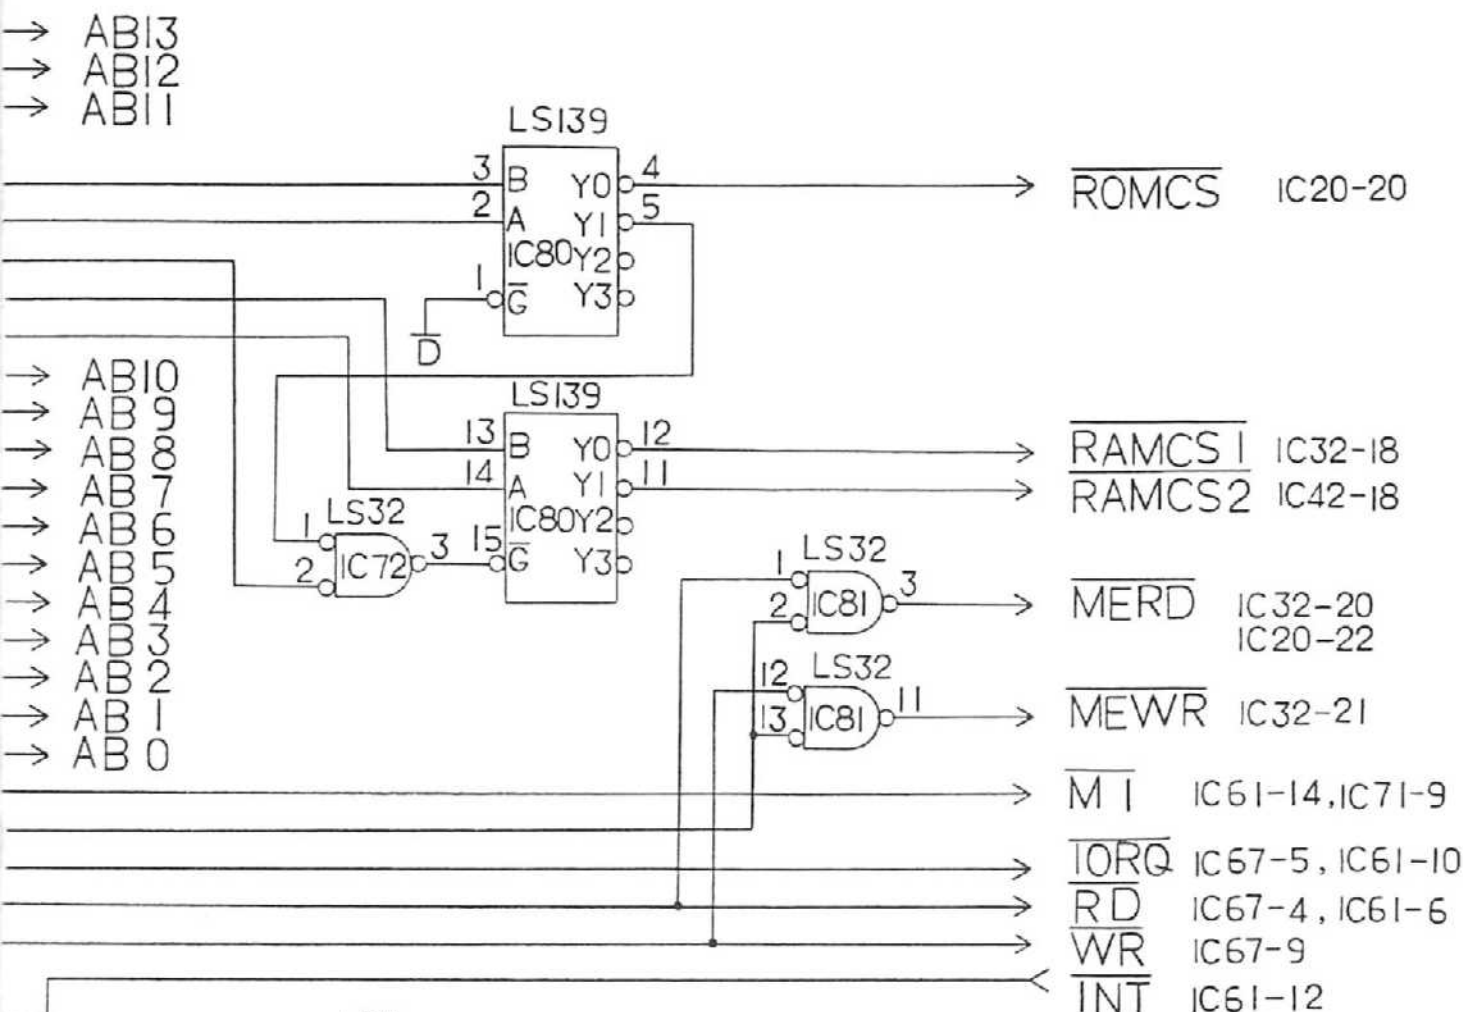 AB13
AB12
AB11
LS139
3 B Y0 4
2 A Y1 5
IC80 Y2
1 G Y3
D
ROMCS IC20-20
AB10
AB9
AB8
AB7
AB6
AB5
AB4
AB3
AB2
AB1
AB0
LS139
13 B Y0 12
14 A Y1 11
IC80 Y2
15 G Y3
RAMCS1 IC32-18
RAMCS2 IC42-18
LS32
1
2 IC72 3
LS32
1
2 IC81 3
MERD IC32-20
IC20-22
LS32
12
13 IC81 11
MEWR IC32-21
M1 IC61-14,IC71-9
IORQ IC67-5, IC61-10
RD IC67-4, IC61-6
WR IC67-9
INT IC61-12